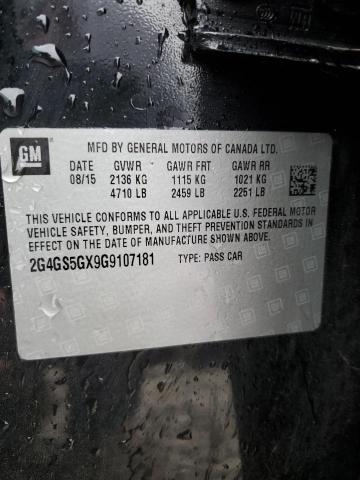 GM
MFD BY GENERAL MOTORS OF CANADA LTD.
DATE GVWR GAWR FRT GAWR RR
08/15 2136 KG 1115 KG 1021 KG
4710 LB 2459 LB 2251 LB
THIS VEHICLE CONFORMS TO ALL APPLICABLE U.S. FEDERAL MOTOR
VEHICLE SAFETY, BUMPER, AND THEFT PREVENTION STANDARDS IN
EFFECT ON THE DATE OF MANUFACTURE SHOWN ABOVE.
2G4GS5GX9G9107181 TYPE: PASS CAR